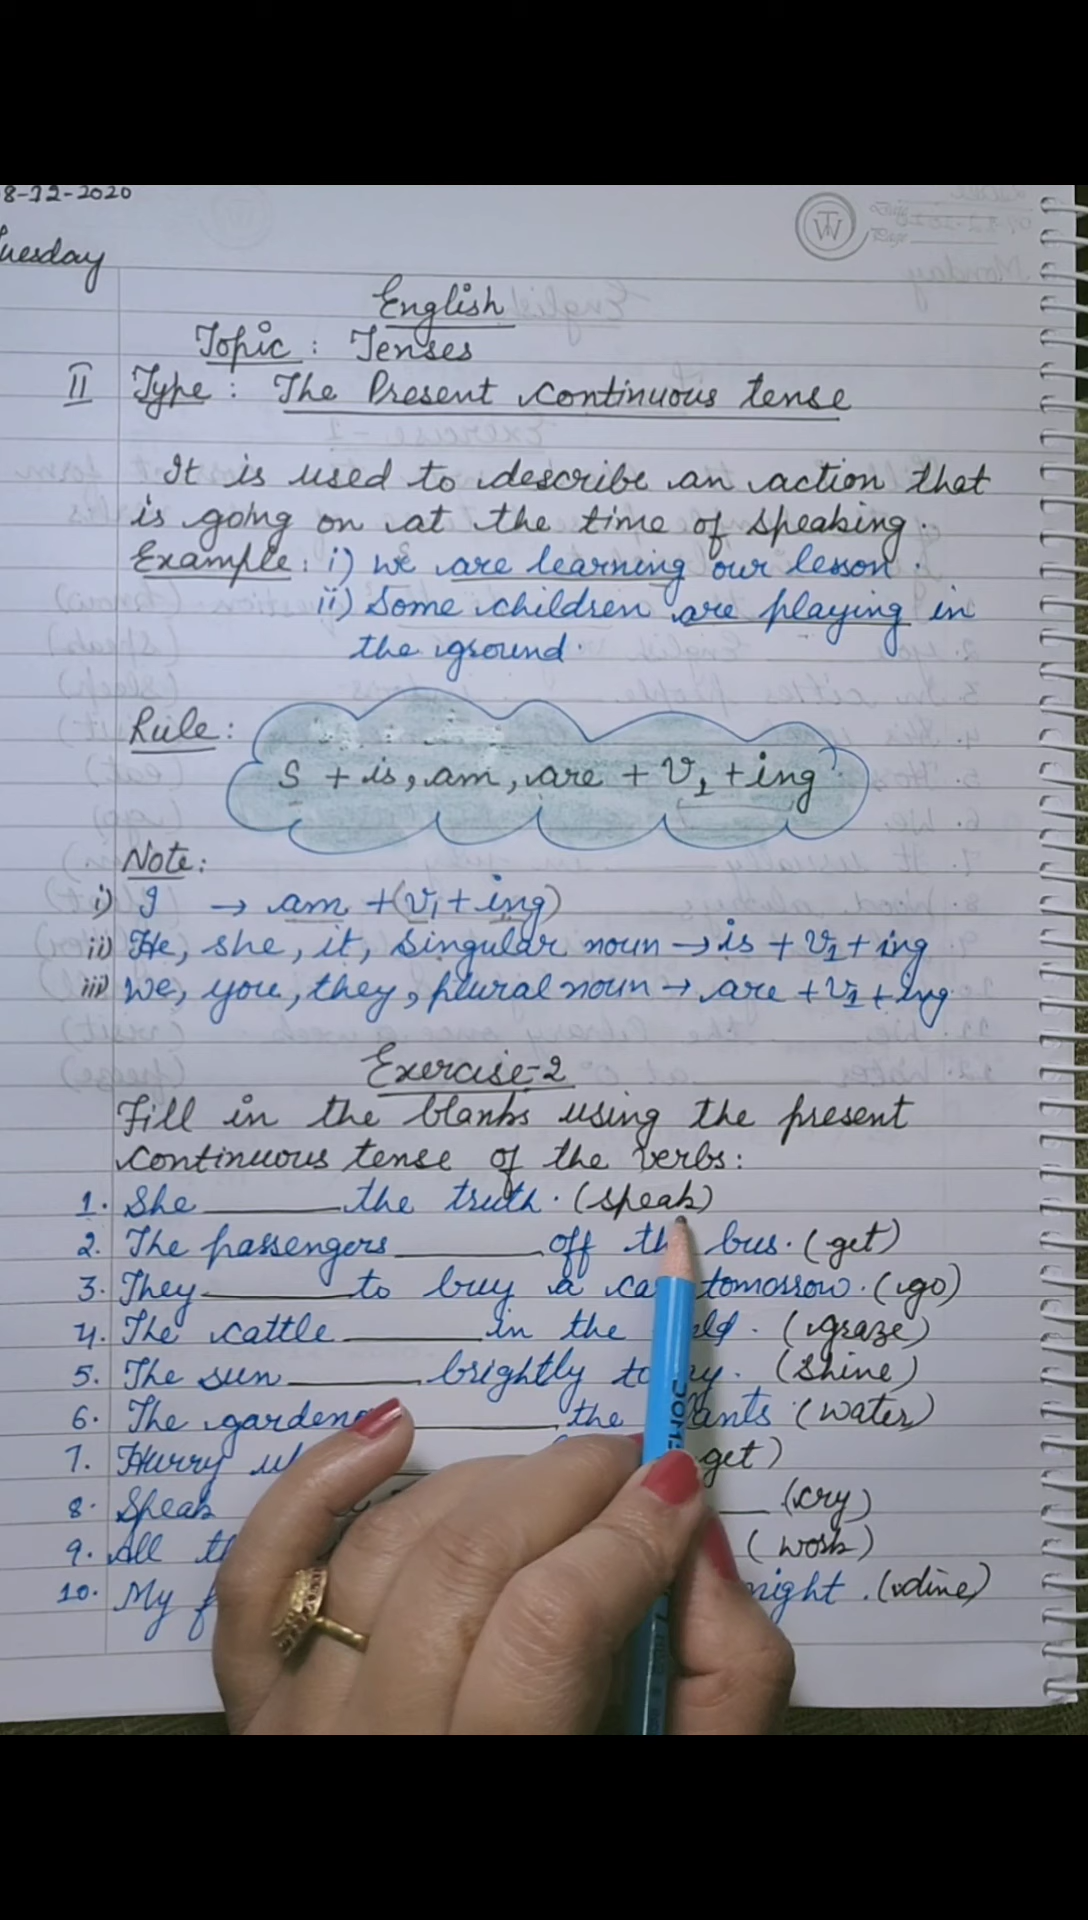 8-12-2020
Tuesday
English
Topic : Tenses
II Type : The Present continuous tense
It is used to describe an action that
is going on at the time of speaking.
Example : i) We are learning our lesson.
ii) Some children are playing in
the ground.
Rule :
S + is, am, are + V1 + ing
Note :
i) I → am + (V1 + ing)
ii) He, she, it, singular noun → is + V1 + ing
iii) We, you, they, plural noun → are + V1 + ing
Exercise-2
Fill in the blanks using the present
continuous tense of the verbs :
1. She ______ the truth. (speak)
2. The passengers ______ off the bus. (get)
3. They ______ to buy a tomorrow. (go)
4. The cattle ______ in the (graze)
5. The sun ______ brightly (shine)
6. The ______ the (water)
7. Hurry get)
8. Speak ______ (cry)
9. All (work)
10. My night. (dine)